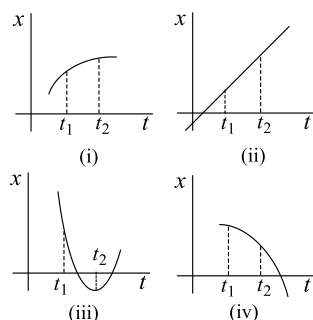 x
x
t₁ t₂ t
t₁ t₂ t
(i)
(ii)
x
x
t₁ t₂ t
t₁ t₂ t
(iii)
(iv)